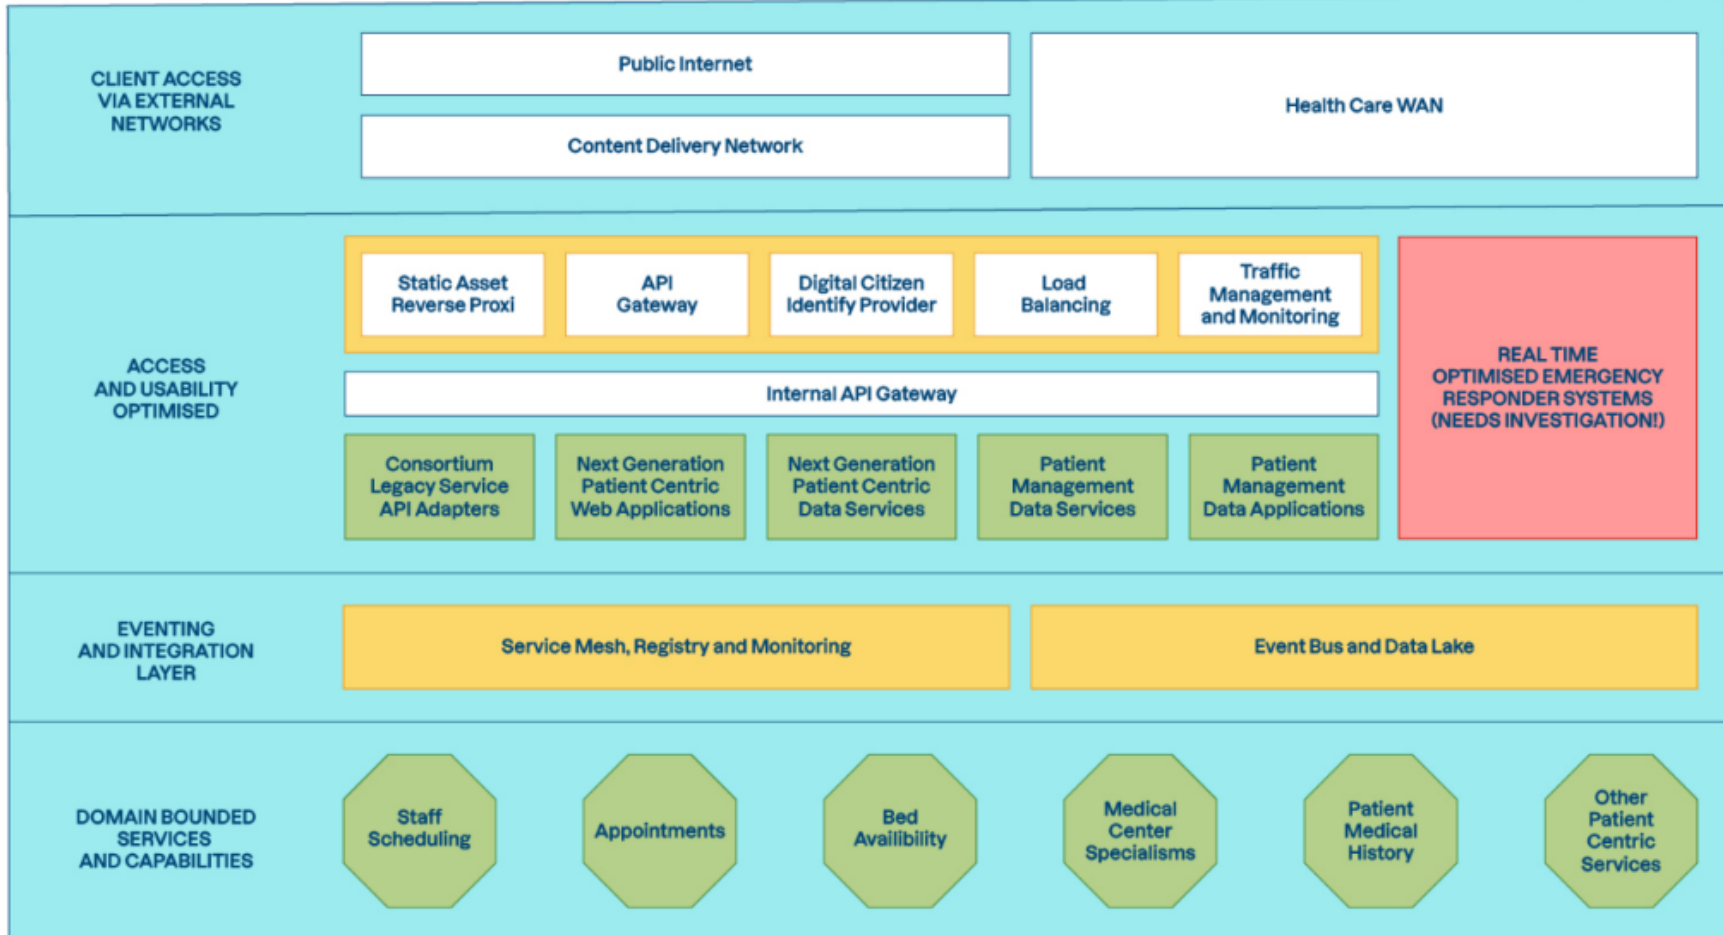 CLIENT ACCESS
VIA EXTERNAL
NETWORKS
Public Internet
Content Delivery Network
Health Care WAN
ACCESS
AND USABILITY
OPTIMISED
Static Asset
Reverse Proxi
API
Gateway
Digital Citizen
Identify Provider
Load
Balancing
Traffic
Management
and Monitoring
Internal API Gateway
Consortium
Legacy Service
API Adapters
Next Generation
Patient Centric
Web Applications
Next Generation
Patient Centric
Data Services
Patient
Management
Data Services
Patient
Management
Data Applications
REAL TIME
OPTIMISED EMERGENCY
RESPONDER SYSTEMS
(NEEDS INVESTIGATION!)
EVENTING
AND INTEGRATION
LAYER
Service Mesh, Registry and Monitoring
Event Bus and Data Lake
DOMAIN BOUNDED
SERVICES
AND CAPABILITIES
Staff
Scheduling
Appointments
Bed
Availibility
Medical
Center
Specialisms
Patient
Medical
History
Other
Patient
Centric
Services